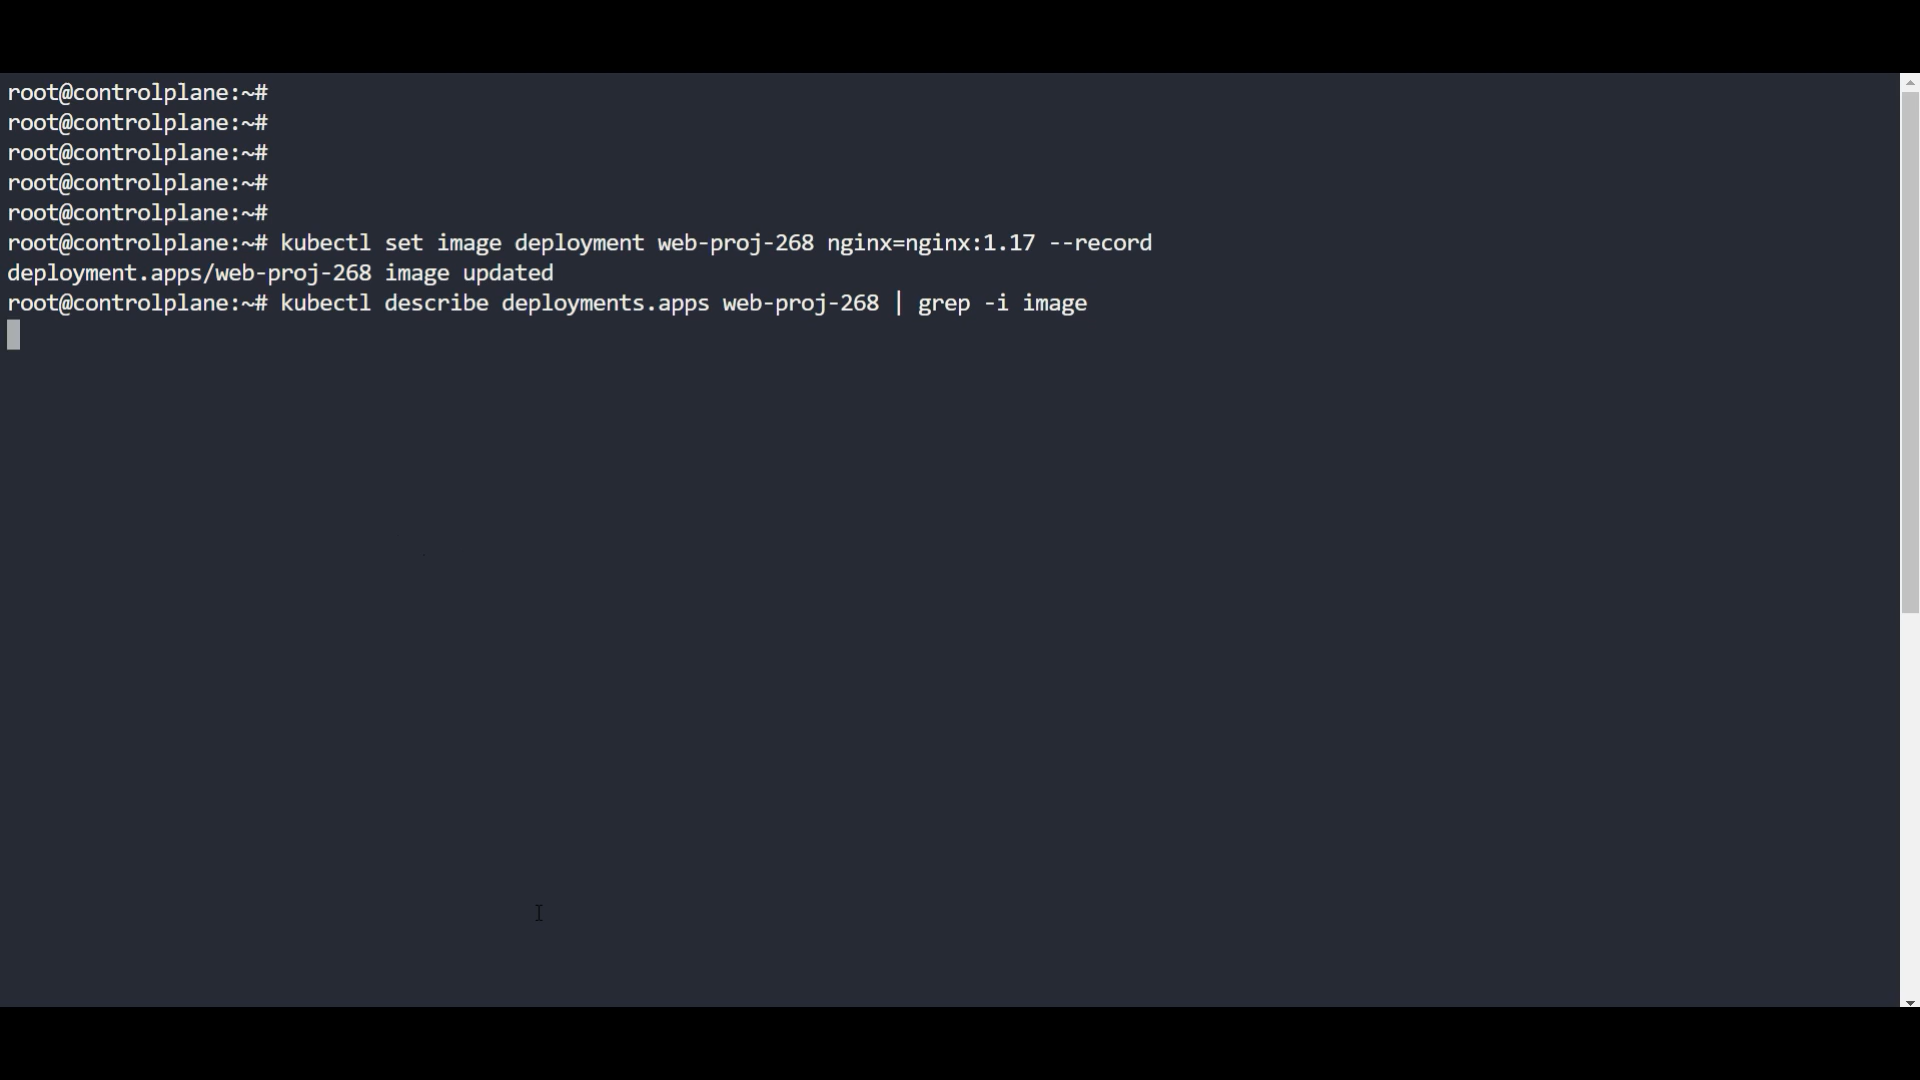 root@controlplane:~#
root@controlplane:~#
root@controlplane:~#
root@controlplane:~#
root@controlplane:~#
root@controlplane:~# kubectl set image deployment web-proj-268 nginx=nginx:1.17 --record
deployment.apps/web-proj-268 image updated
root@controlplane:~# kubectl describe deployments.apps web-proj-268 | grep -i image